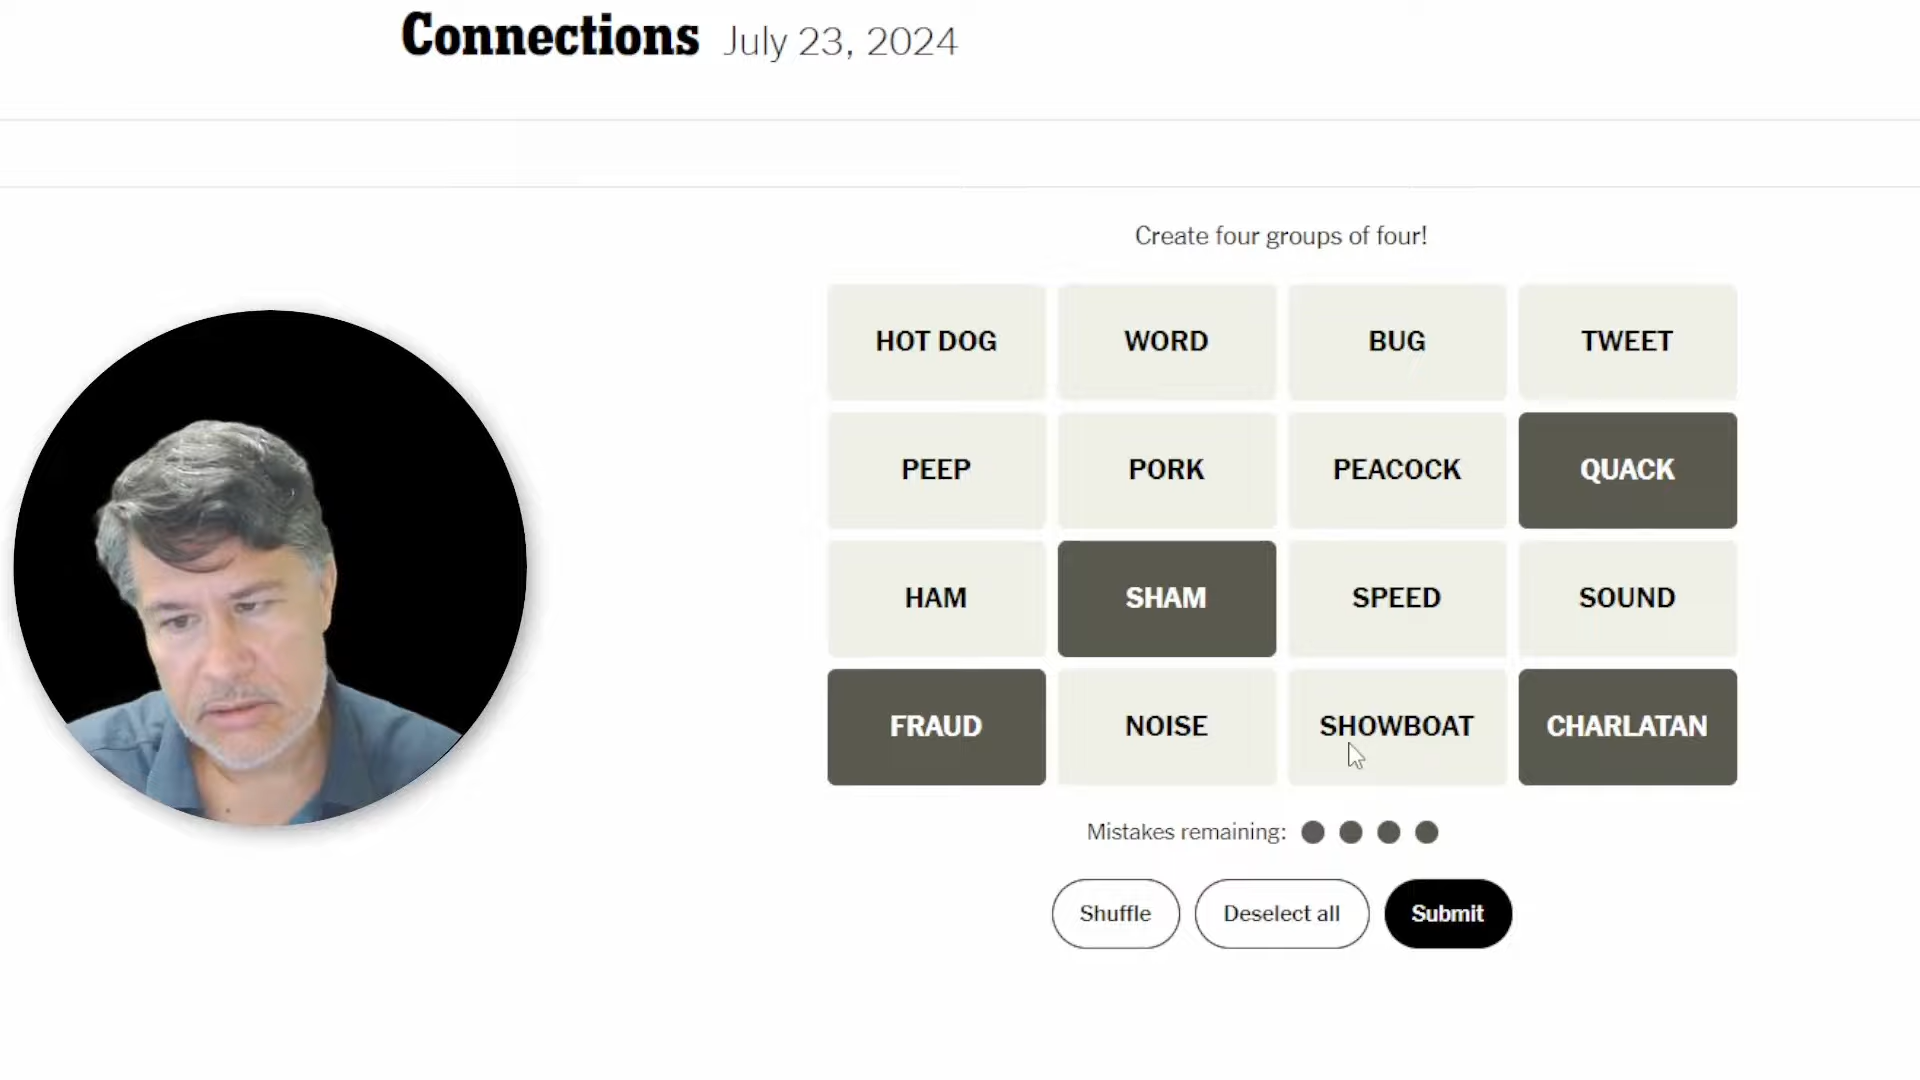 Connections July 23, 2024
Create four groups of four!
HOT DOG WORD BUG TWEET
PEEP PORK PEACOCK QUACK
HAM SHAM SPEED SOUND
FRAUD NOISE SHOWBOAT CHARLATAN
Mistakes remaining:
Shuffle Deselect all Submit